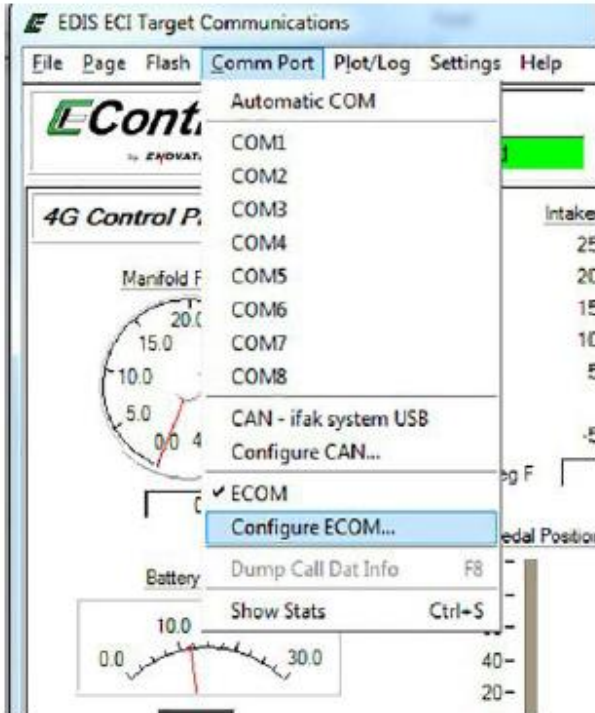 EDIS ECI Target Communications
File Page Flash Comm Port Plot/Log Settings Help
Automatic COM
COM1
COM2
COM3
COM4
COM5
COM6
COM7
COM8
CAN - ifak system USB
Configure CAN...
ECOM
Configure ECOM...
Dump Call Dat Info F8
Show Stats Ctrl+S
ECont
by
4G Control P
Manifold F
20.0
15.0
10.0
5.0
0.0 4
Battery
10.0
0.0 30.0
Intake
25
20
15
10
5
-5
eg F
edal Position
40
20